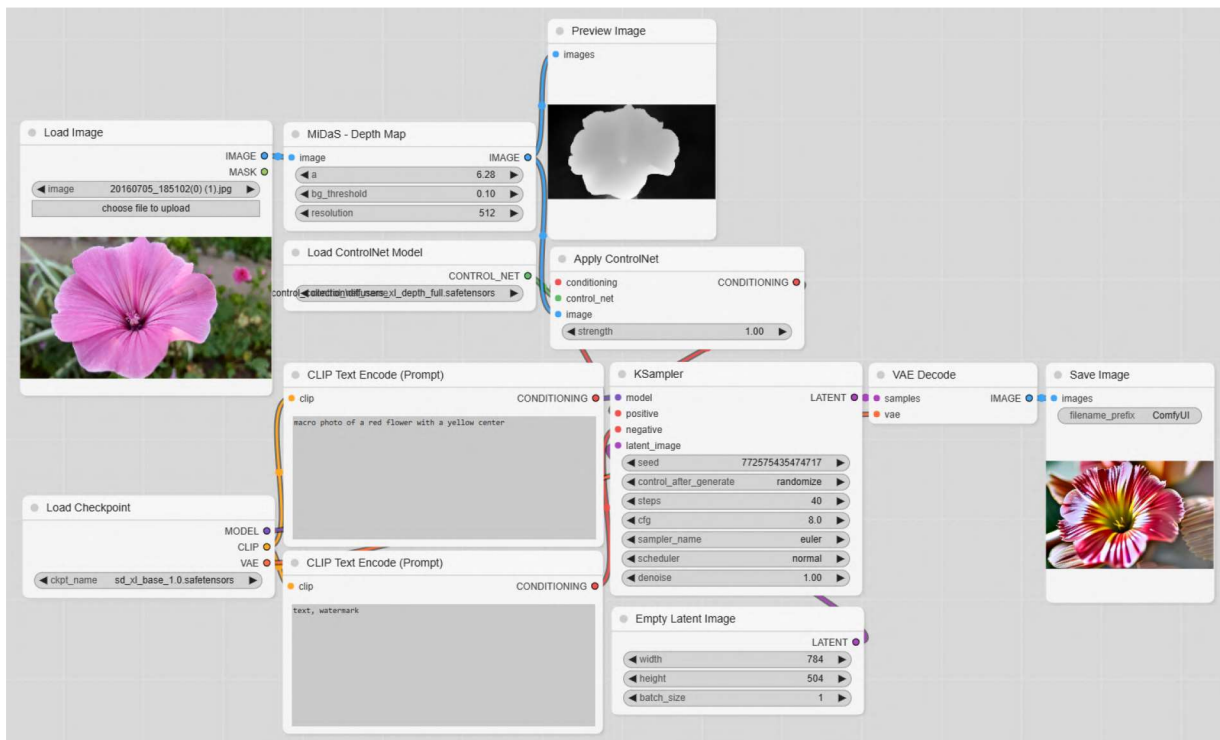 Preview Image
images
Load Image
IMAGE
MASK
image 20160705_185102(0) (1).jpg
choose file to upload
MiDaS - Depth Map
image IMAGE
a 6.28
bg_threshold 0.10
resolution 512
Load ControlNet Model
CONTROL_NET
xl_depth_full.safetensors
Apply ControlNet
conditioning CONDITIONING
control_net
image
strength 1.00
CLIP Text Encode (Prompt)
clip CONDITIONING
macro photo of a red flower with a yellow center
KSampler
model LATENT
positive
negative
latent_image
seed 772575435474717
control_after_generate randomize
steps 40
cfg 8.0
sampler_name euler
scheduler normal
denoise 1.00
VAE Decode
samples IMAGE
vae
Save Image
images
filename_prefix ComfyUI
Load Checkpoint
MODEL
CLIP
VAE
ckpt_name sd_xl_base_1.0.safetensors
CLIP Text Encode (Prompt)
clip CONDITIONING
text, watermark
Empty Latent Image
LATENT
width 784
height 504
batch_size 1